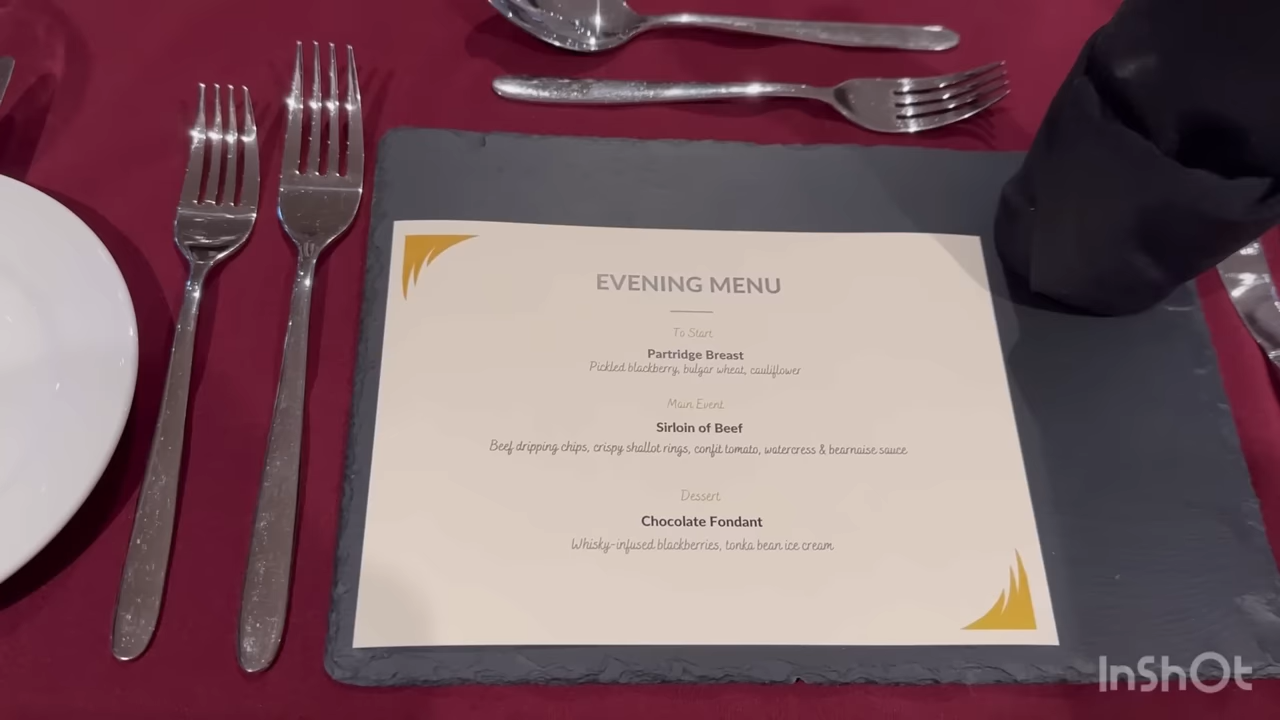 EVENING MENU
To Start
Partridge Breast
Pickled blackberry, bulgar wheat, cauliflower
Main Event
Sirloin of Beef
Beef dripping chips, crispy shallot rings, confit tomato, watercress & bearnaise sauce
Dessert
Chocolate Fondant
Whisky-infused blackberries, tonka bean ice cream
InShOt